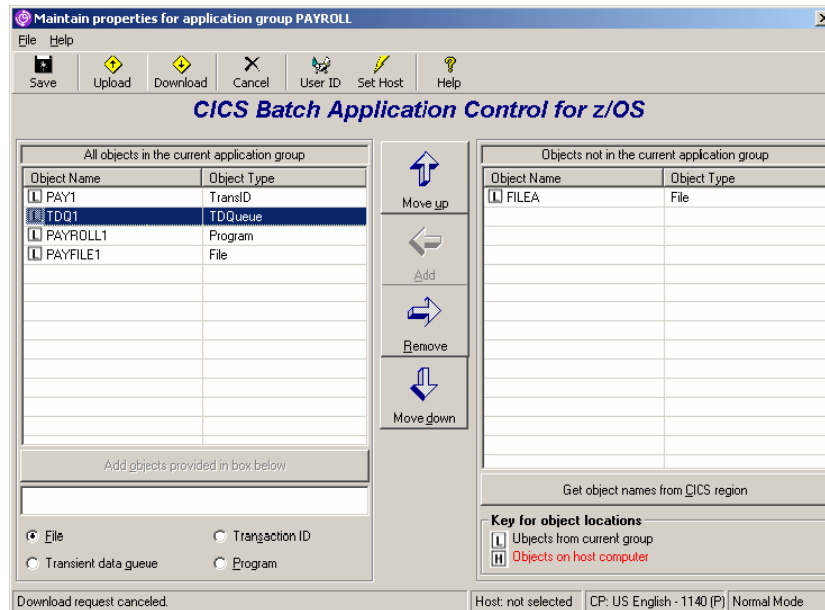 Maintain properties for application group PAYROLL
File Help
Save Upload Download Cancel User ID Set Host Help
CICS Batch Application Control for z/OS
All objects in the current application group
Object Name Object Type
L PAY1 TransID
L TDQ1 TDQueue
L PAYROLL1 Program
L PAYFILE1 File
Add objects provided in box below
File Transaction ID
Transient data queue Program
Move up
Add
Remove
Move down
Objects not in the current application group
Object Name Object Type
L FILEA File
Get object names from CICS region
Key for object locations
L Objects from current group
H Objects on host computer
Download request canceled. Host: not selected CP: US English - 1140 (P) Normal Mode